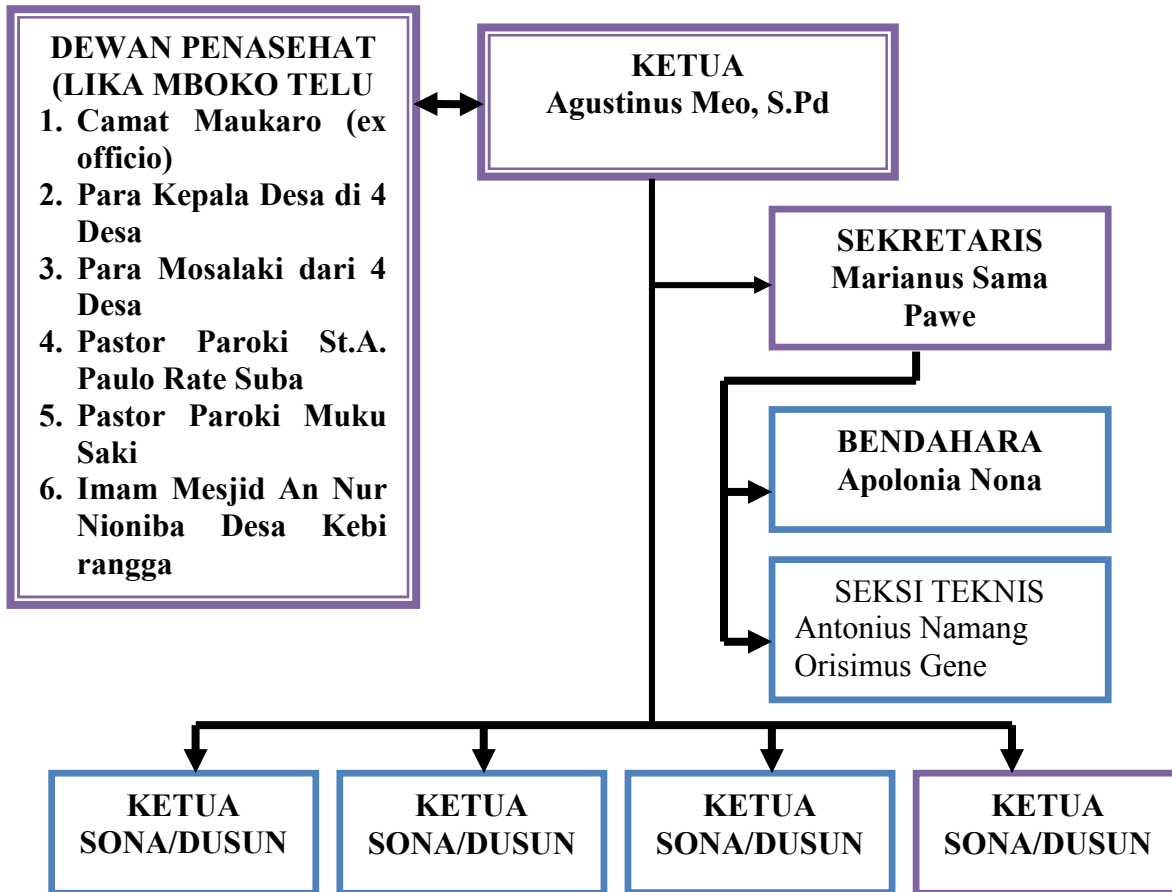 DEWAN PENASEHAT
(LIKA MBOKO TELU
1. Camat Maukaro (ex
officio)
2. Para Kepala Desa di 4
Desa
3. Para Mosalaki dari 4
Desa
4. Pastor Paroki St.A.
Paulo Rate Suba
5. Pastor Paroki Muku
Saki
6. Imam Mesjid An Nur
Nioniba Desa Kebi
rangga
KETUA
Agustinus Meo, S.Pd
SEKRETARIS
Marianus Sama
Pawe
BENDAHARA
Apolonia Nona
SEKSI TEKNIS
Antonius Namang
Orisimus Gene
KETUA
SONA/DUSUN
KETUA
SONA/DUSUN
KETUA
SONA/DUSUN
KETUA
SONA/DUSUN